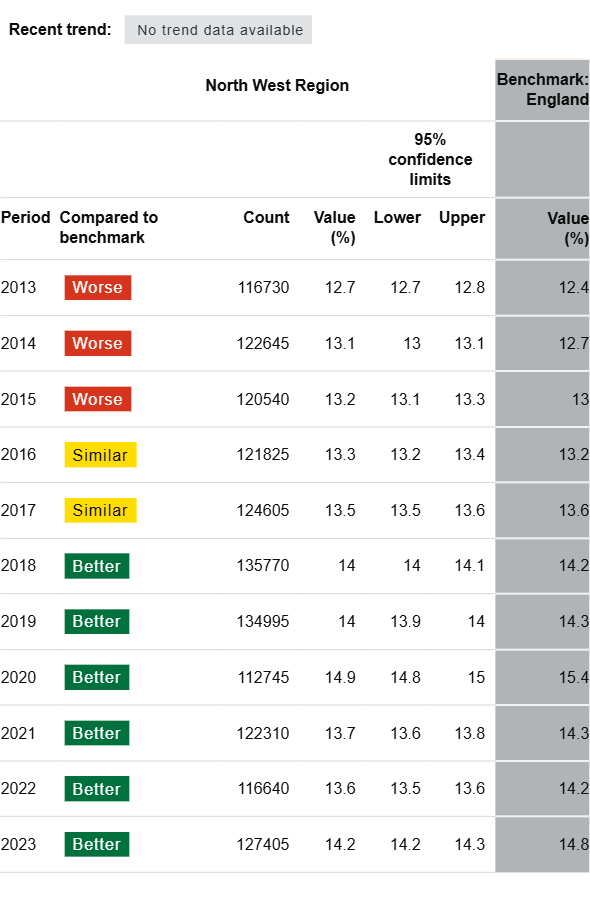 Recent trend: No trend data available
North West Region
Benchmark:
England
95%
confidence
limits
Period Compared to benchmark Count Value (%) Lower Upper Value (%)
2013 Worse 116730 12.7 12.7 12.8 12.4
2014 Worse 122645 13.1 13 13.1 12.7
2015 Worse 120540 13.2 13.1 13.3 13
2016 Similar 121825 13.3 13.2 13.4 13.2
2017 Similar 124605 13.5 13.5 13.6 13.6
2018 Better 135770 14 14 14.1 14.2
2019 Better 134995 14 13.9 14 14.3
2020 Better 112745 14.9 14.8 15 15.4
2021 Better 122310 13.7 13.6 13.8 14.3
2022 Better 116640 13.6 13.5 13.6 14.2
2023 Better 127405 14.2 14.2 14.3 14.8